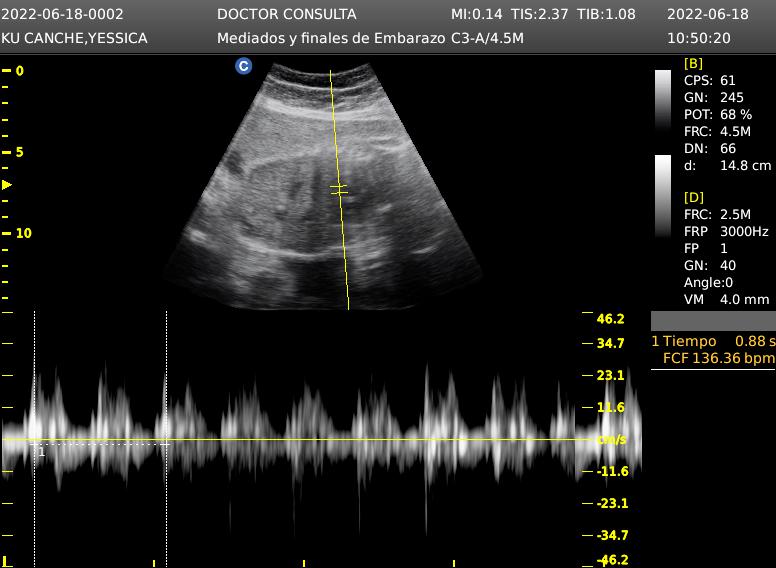 2022-06-18-0002 DOCTOR CONSULTA MI:0.14 TIS:2.37 TIB:1.08 2022-06-18
KU CANCHE,YESSICA Mediados y finales de Embarazo C3-A/4.5M 10:50:20
C
0
5
10
[B]
CPS: 61
GN: 245
POT: 68 %
FRC: 4.5M
DN: 66
d: 14.8 cm
[D]
FRC: 2.5M
FRP 3000Hz
FP 1
GN: 40
Angle:0
VM 4.0 mm
1 Tiempo 0.88 s
FCF 136.36 bpm
46.2
34.7
23.1
11.6
cm/s
-11.6
-23.1
-34.7
-46.2
1